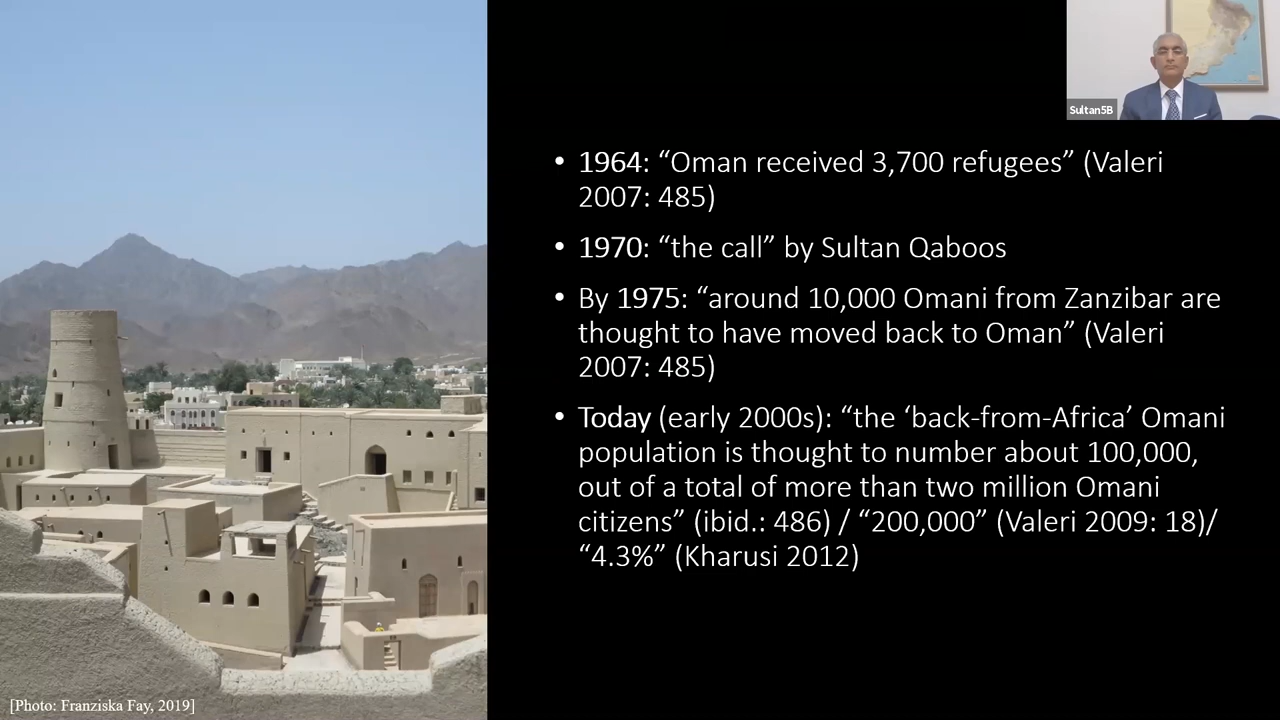 Sultan5B
• 1964: “Oman received 3,700 refugees” (Valeri
2007: 485)
• 1970: “the call” by Sultan Qaboos
• By 1975: “around 10,000 Omani from Zanzibar are
thought to have moved back to Oman” (Valeri
2007: 485)
• Today (early 2000s): “the ‘back-from-Africa’ Omani
population is thought to number about 100,000,
out of a total of more than two million Omani
citizens” (ibid.: 486) / “200,000” (Valeri 2009: 18)/
“4.3%” (Kharusi 2012)
[Photo: Franziska Fay, 2019]